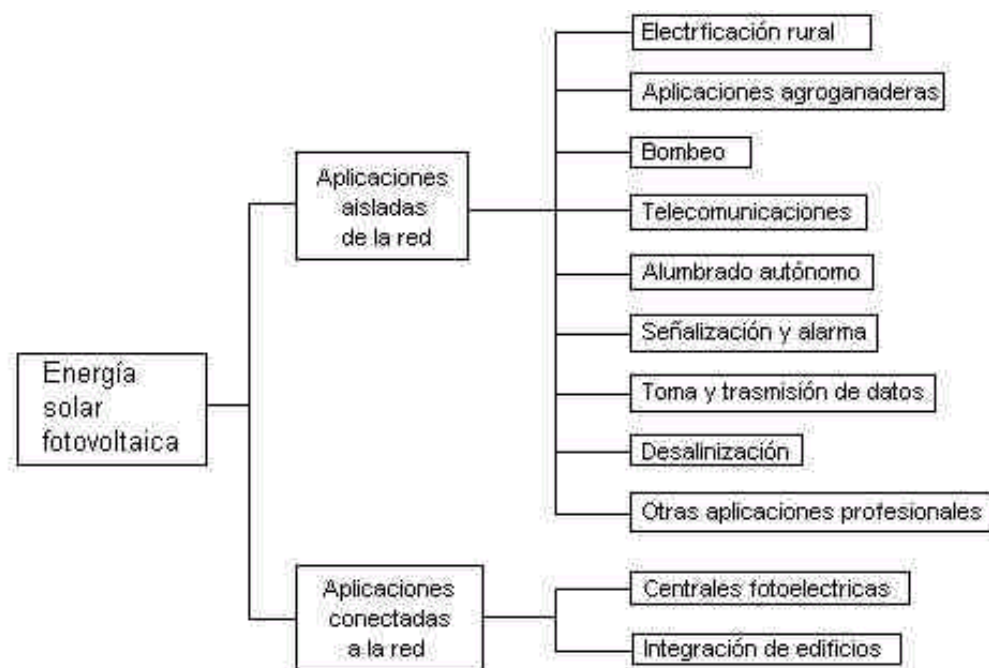 Energía
solar
fotovoltaica
Aplicaciones
aisladas
de la red
Electrficación rural
Aplicaciones agroganaderas
Bombeo
Telecomunicaciones
Alumbrado autónomo
Señalización y alarma
Toma y trasmisión de datos
Desalinización
Otras aplicaciones profesionales
Aplicaciones
conectadas
a la red
Centrales fotoelectricas
Integración de edificios